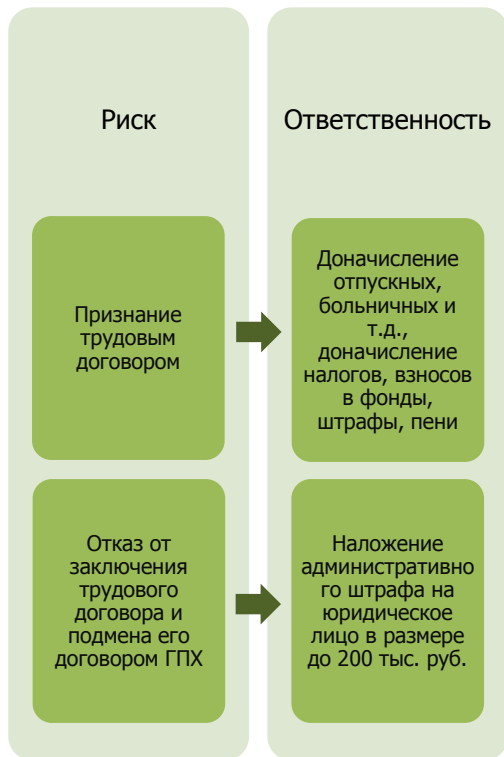 Риск
Ответственность
Признание
трудовым
договором
Доначисление
отпускных,
больничных и
т.д.,
доначисление
налогов, взносов
в фонды,
штрафы, пени
Отказ от
заключения
трудового
договора и
подмена его
договором ГПХ
Наложение
административно
го штрафа на
юридическое
лицо в размере
до 200 тыс. руб.